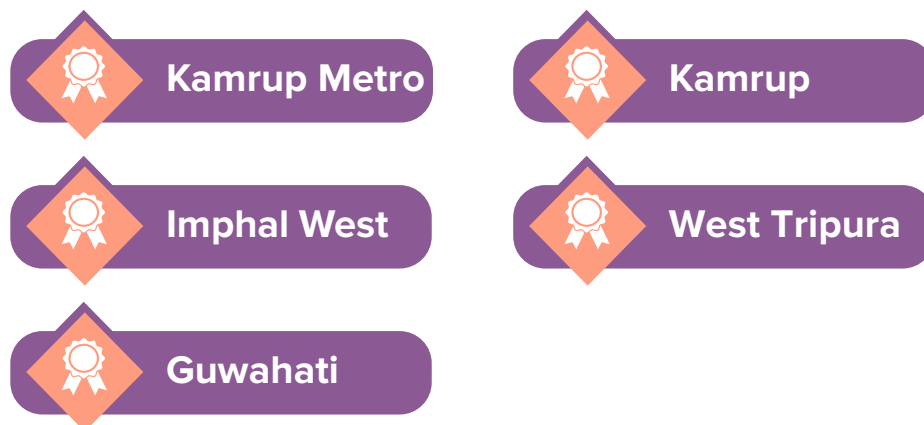 Kamrup Metro
Kamrup
Imphal West
West Tripura
Guwahati